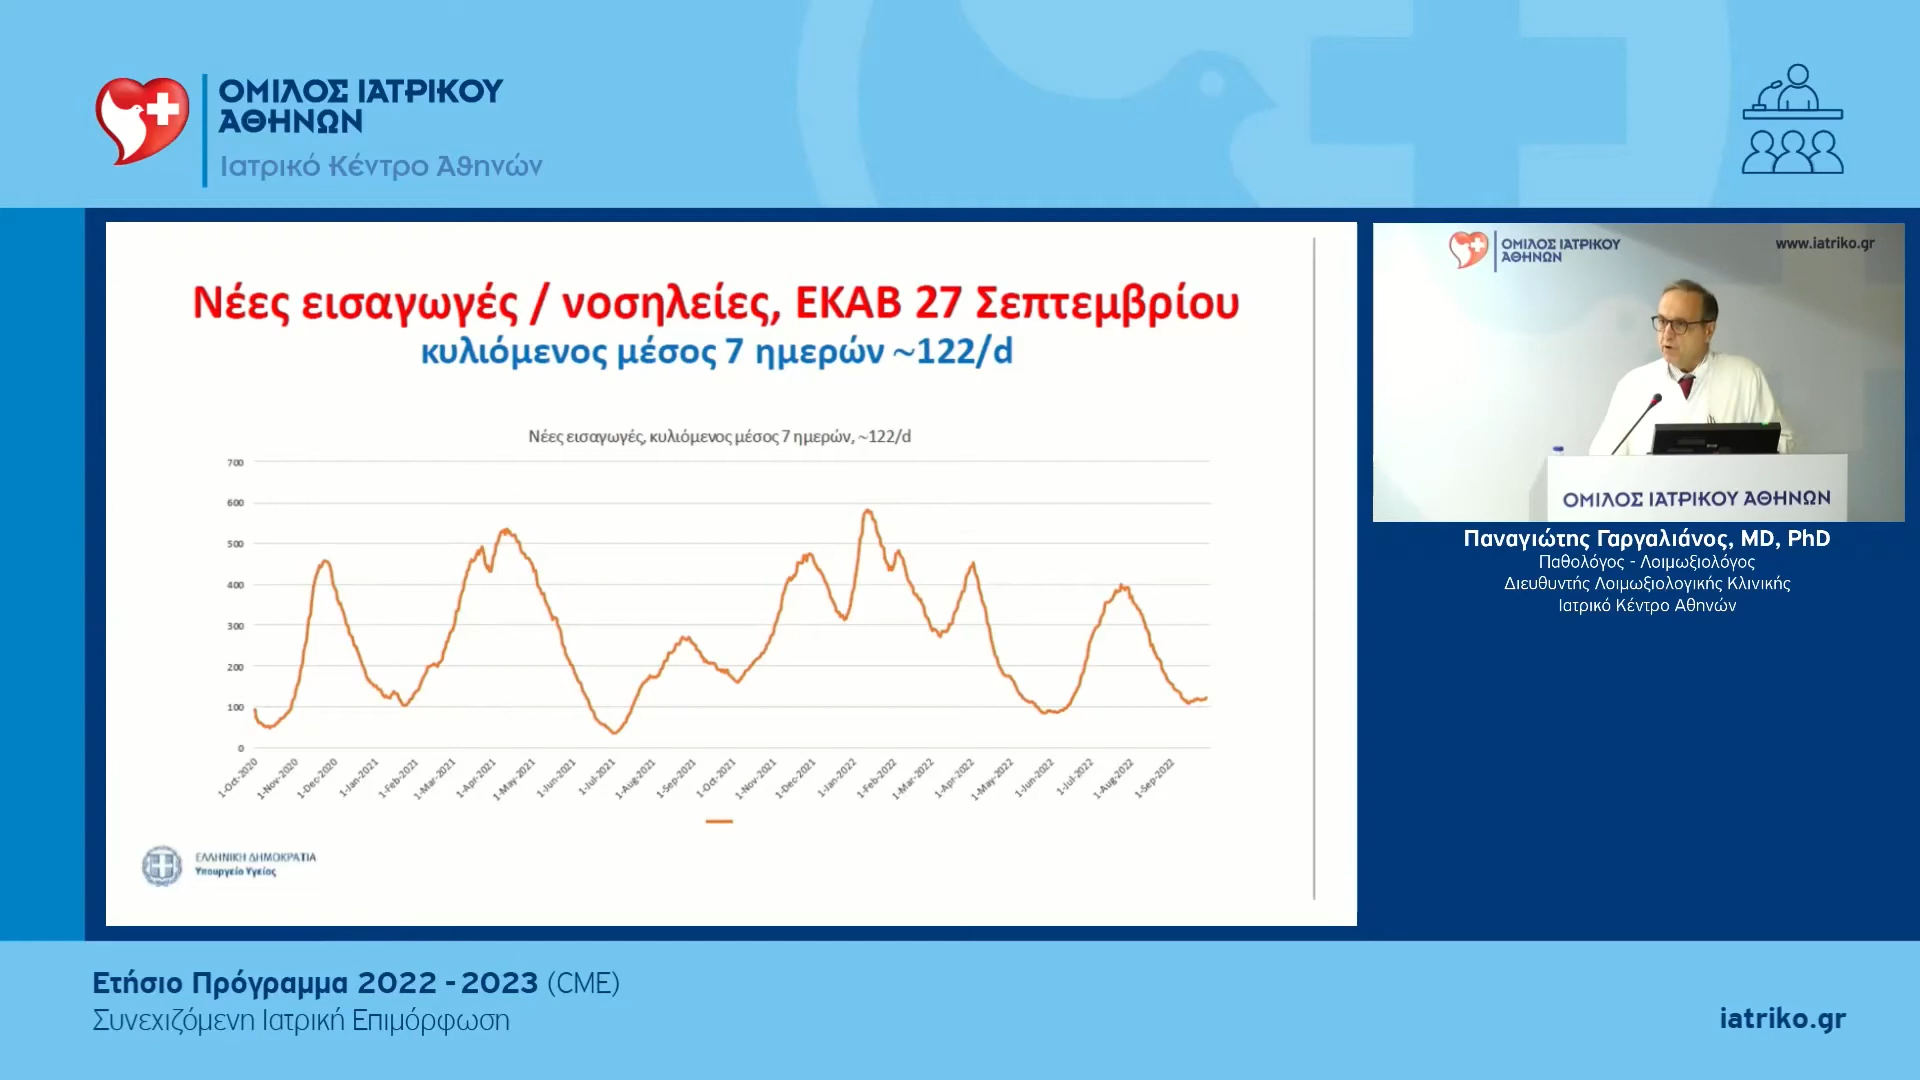 ΟΜΙΛΟΣ ΙΑΤΡΙΚΟΥ
ΑΘΗΝΩΝ
Ιατρικό Κέντρο Αθηνών
Νέες εισαγωγές / νοσηλείες, ΕΚΑΒ 27 Σεπτεμβρίου
κυλιόμενος μέσος 7 ημερών ~122/d
Νέες εισαγωγές, κυλιόμενος μέσος 7 ημερών, ~122/d
700
600
500
400
300
200
100
0
1-Oct-2020
1-Nov-2020
1-Dec-2020
1-Jan-2021
1-Feb-2021
1-Mar-2021
1-Apr-2021
1-May-2021
1-Jun-2021
1-Jul-2021
1-Aug-2021
1-Sep-2021
1-Oct-2021
1-Nov-2021
1-Dec-2021
1-Jan-2022
1-Feb-2022
1-Mar-2022
1-Apr-2022
1-May-2022
1-Jun-2022
1-Jul-2022
1-Aug-2022
1-Sep-2022
ΕΛΛΗΝΙΚΗ ΔΗΜΟΚΡΑΤΙΑ
Υπουργείο Υγείας
ΟΜΙΛΟΣ ΙΑΤΡΙΚΟΥ
ΑΘΗΝΩΝ
www.iatriko.gr
ΟΜΙΛΟΣ ΙΑΤΡΙΚΟΥ ΑΘΗΝΩΝ
Παναγιώτης Γαργαλιάνος, MD, PhD
Παθολόγος - Λοιμωξιολόγος
Διευθυντής Λοιμωξιολογικής Κλινικής
Ιατρικό Κέντρο Αθηνών
Ετήσιο Πρόγραμμα 2022 - 2023 (CME)
Συνεχιζόμενη Ιατρική Επιμόρφωση
iatriko.gr